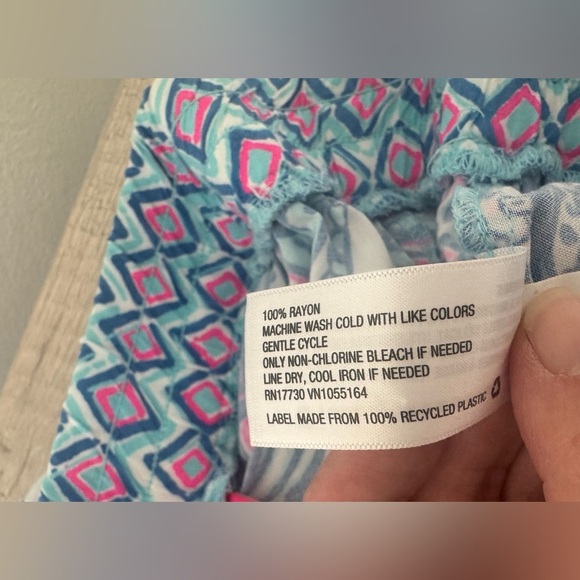 100% RAYON
MACHINE WASH COLD WITH LIKE COLORS
GENTLE CYCLE
ONLY NON-CHLORINE BLEACH IF NEEDED
LINE DRY, COOL IRON IF NEEDED
RN17730 VN1055164
LABEL MADE FROM 100% RECYCLED PLASTIC